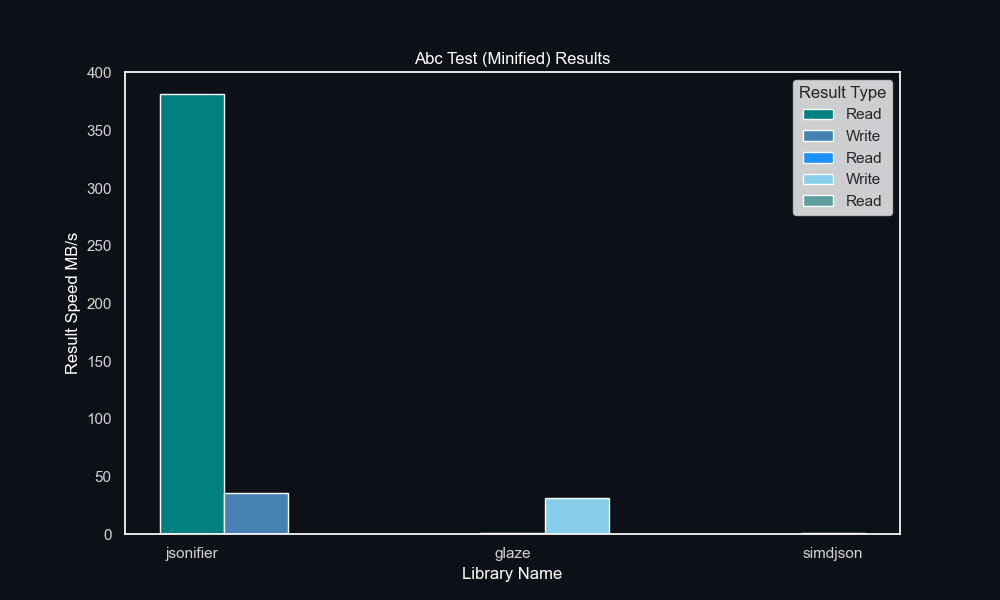 Abc Test (Minified) Results
400
350
300
250
200
150
100
50
0
Result Speed MB/s
Result Type
Read
Write
Read
Write
Read
jsonifier
glaze
simdjson
Library Name